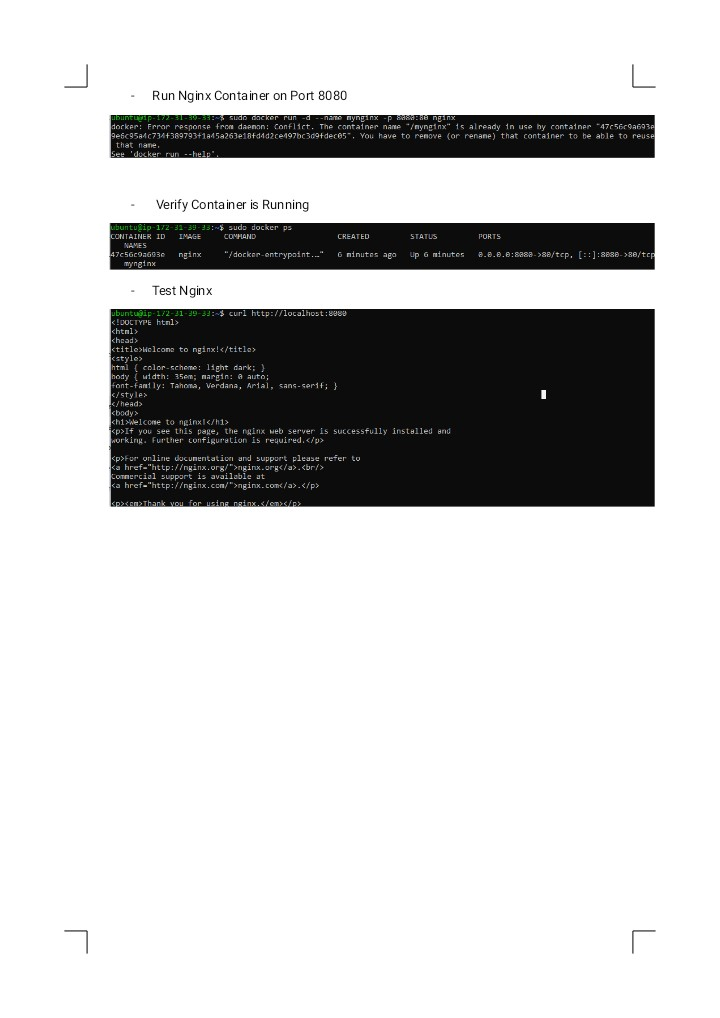 - Run Nginx Container on Port 8080
ubuntu@ip-172-31-39-33:~$ sudo docker run -d --name mynginx -p 8080:80 nginx
docker: Error response from daemon: Conflict. The container name "/mynginx" is already in use by container "47c56c9a693e
9e6c95a4c734f389793f1a45a263e18fd4d2ce497bc3d9fdec05". You have to remove (or rename) that container to be able to reuse
that name.
See 'docker run --help'.
- Verify Container is Running
ubuntu@ip-172-31-39-33:~$ sudo docker ps
CONTAINER ID IMAGE COMMAND CREATED STATUS PORTS
NAMES
47c56c9a693e nginx "/docker-entrypoint.…" 6 minutes ago Up 6 minutes 0.0.0.0:8080->80/tcp, [::]:8080->80/tcp
mynginx
- Test Nginx
ubuntu@ip-172-31-39-33:~$ curl http://localhost:8080
<!DOCTYPE html>
<html>
<head>
<title>Welcome to nginx!</title>
<style>
html { color-scheme: light dark; }
body { width: 35em; margin: 0 auto;
font-family: Tahoma, Verdana, Arial, sans-serif; }
</style>
</head>
<body>
<h1>Welcome to nginx!</h1>
<p>If you see this page, the nginx web server is successfully installed and
working. Further configuration is required.</p>
<p>For online documentation and support please refer to
<a href="http://nginx.org/">nginx.org</a>.<br/>
Commercial support is available at
<a href="http://nginx.com/">nginx.com</a>.</p>
<p><em>Thank you for using nginx.</em></p>